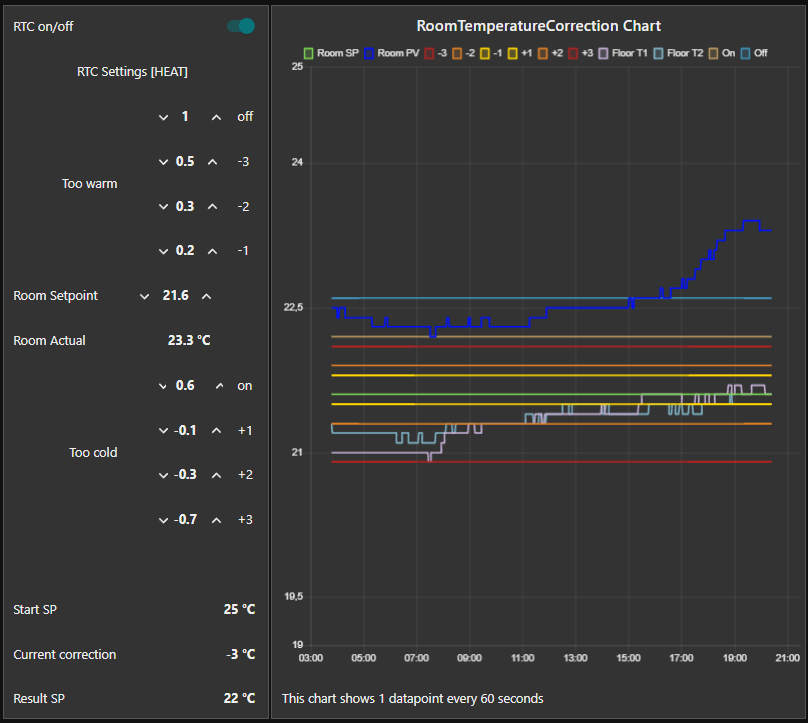 RTC on/off
RTC Settings [HEAT]
1 off
0.5 -3
Too warm
0.3 -2
0.2 -1
Room Setpoint 21.6
Room Actual 23.3 °C
0.6 on
-0.1 +1
Too cold
-0.3 +2
-0.7 +3
Start SP 25 °C
Current correction -3 °C
Result SP 22 °C
RoomTemperatureCorrection Chart
Room SP Room PV -3 -2 -1 +1 +2 +3 Floor T1 Floor T2 On Off
25
24
22,5
21
19,5
19
03:00 05:00 07:00 09:00 11:00 13:00 15:00 17:00 19:00 21:00
This chart shows 1 datapoint every 60 seconds